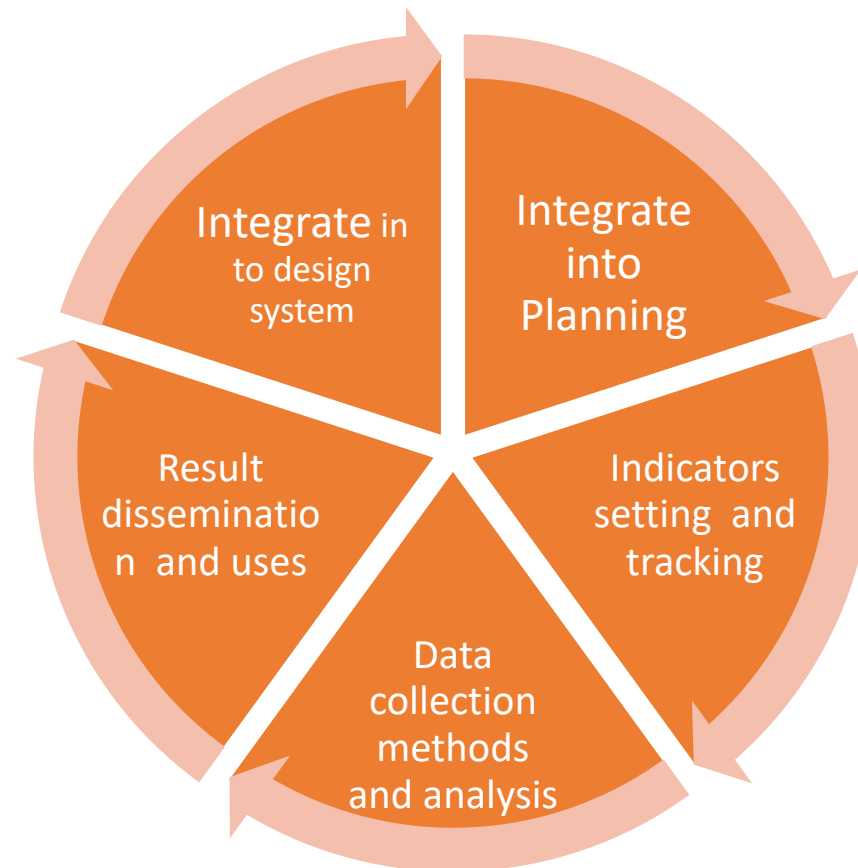 Integrate in
to design
system
Integrate
into
Planning
Indicators
setting and
tracking
Data
collection
methods
and analysis
Result
disseminatio
n and uses